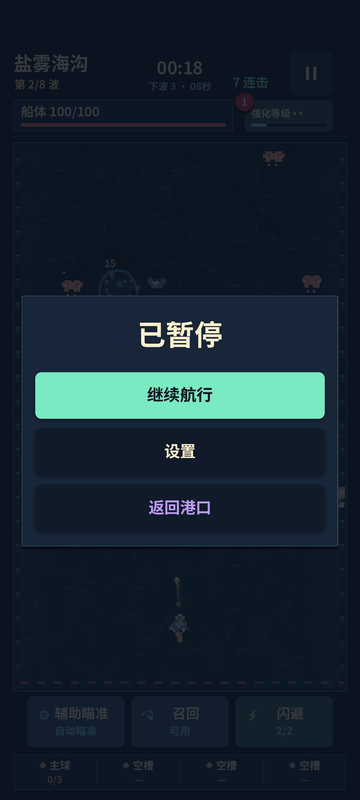 盐雾海沟
第 2/8 波
00:18
下波 3 · 08秒
7 连击
船体 100/100
1
强化等级
15
已暂停
继续航行
设置
返回港口
辅助瞄准
自动瞄准
召回
可用
闪避
2/2
主球
0/3
空槽
—
空槽
—
空槽
—